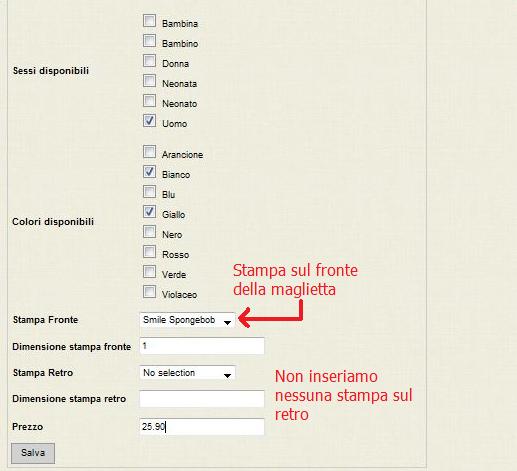 Bambina
Bambino
Donna
Sessi disponibili
Neonata
Neonato
Uomo
Arancione
Bianco
Blu
Colori disponibili
Giallo
Nero
Rosso
Verde
Violaceo
Stampa sul fronte
della maglietta
Stampa Fronte
Smile Spongebob
Dimensione stampa fronte
1
Stampa Retro
No selection
Non inseriamo
nessuna stampa sul
retro
Dimensione stampa retro
Prezzo
25.90
Salva